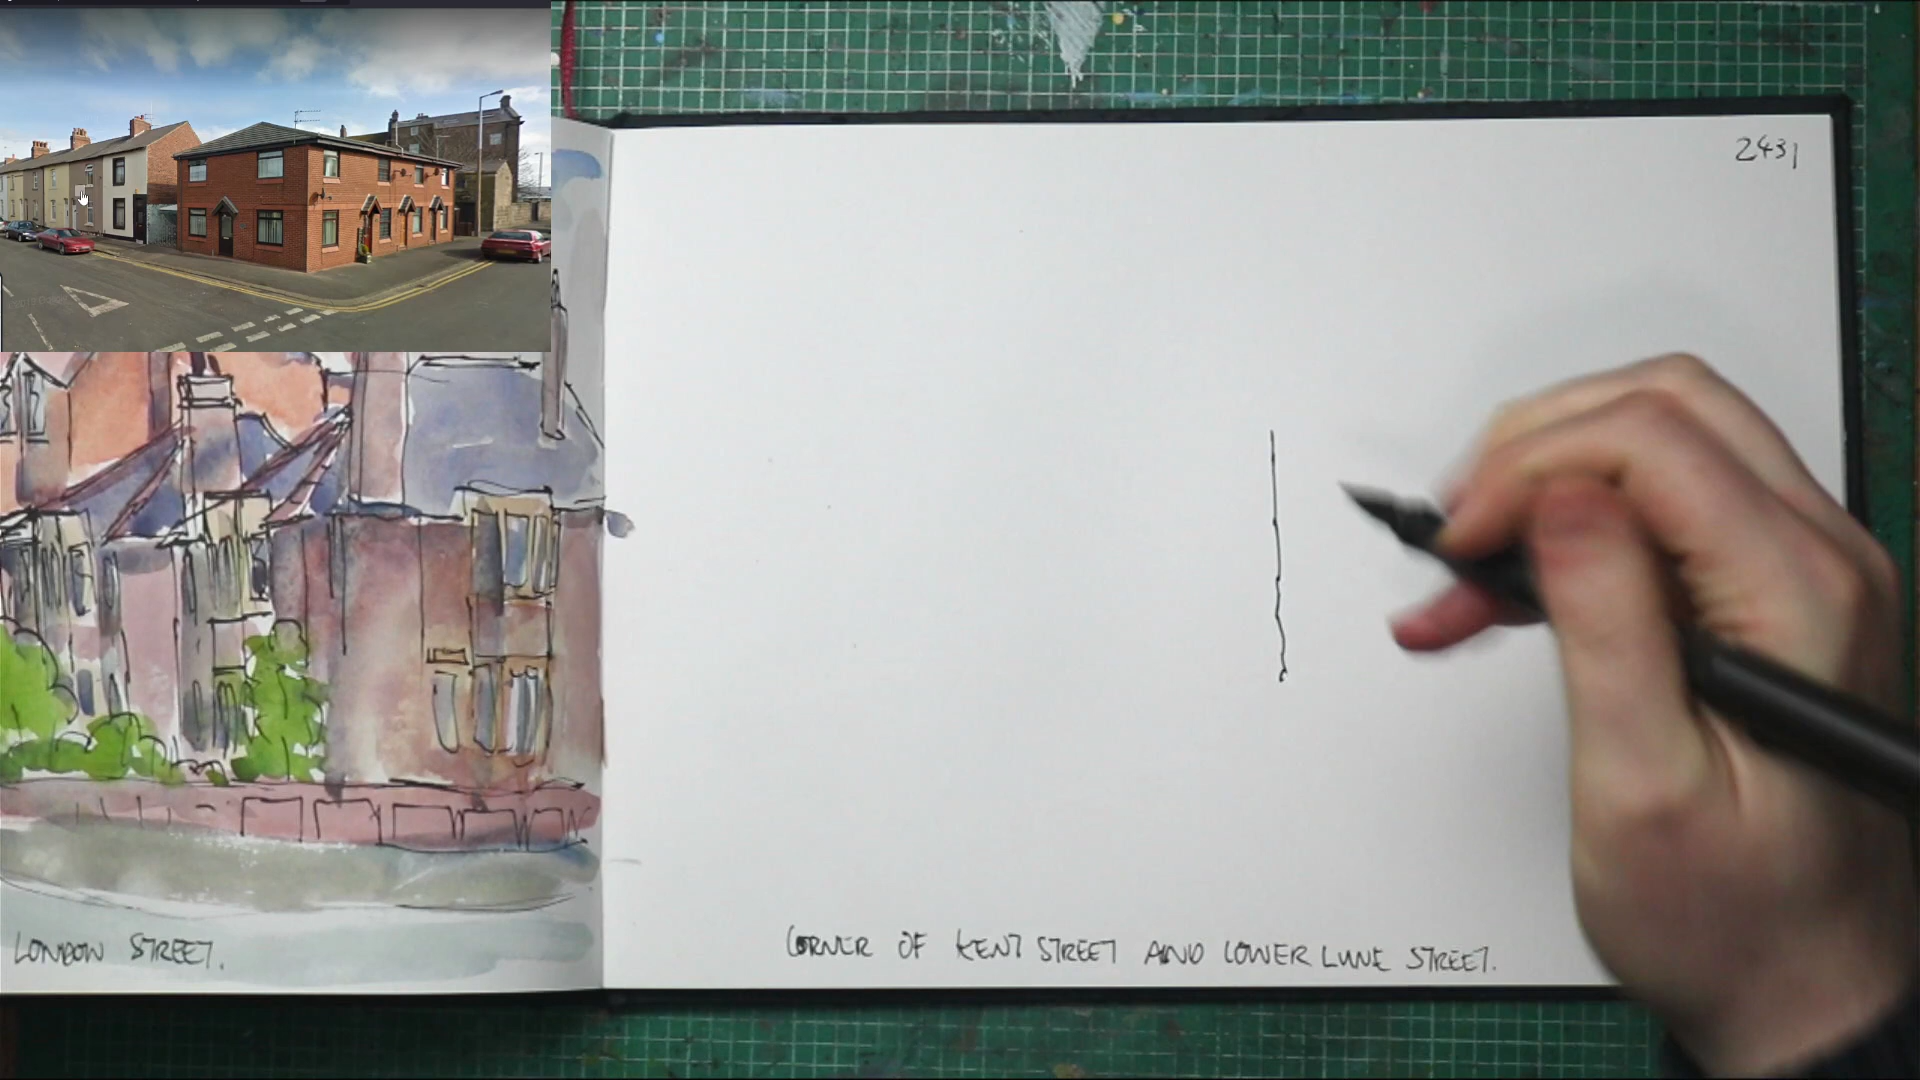 2431
LONDON STREET.
CORNER OF KENT STREET AND LOWER LUNE STREET.